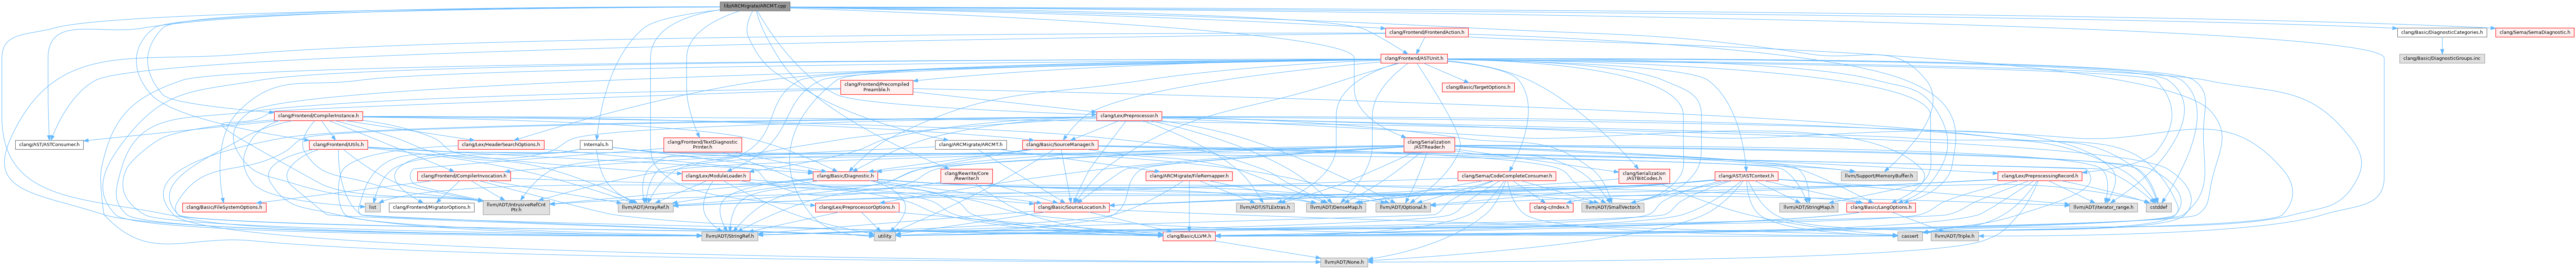 lib/ARCMigrate/ARCMT.cpp
clang/Frontend/FrontendAction.h
clang/Basic/DiagnosticCategories.h
clang/Sema/SemaDiagnostic.h
clang/Frontend/ASTUnit.h
clang/Basic/DiagnosticGroups.inc
clang/Frontend/Precompiled
Preamble.h
clang/Basic/TargetOptions.h
clang/Frontend/CompilerInstance.h
clang/Lex/Preprocessor.h
clang/AST/ASTConsumer.h
clang/Frontend/Utils.h
clang/Lex/HeaderSearchOptions.h
Internals.h
clang/Frontend/TextDiagnostic
Printer.h
clang/ARCMigrate/ARCMT.h
clang/Basic/SourceManager.h
clang/Serialization
/ASTReader.h
clang/Frontend/CompilerInvocation.h
clang/Lex/ModuleLoader.h
clang/Basic/Diagnostic.h
clang/Rewrite/Core
/Rewriter.h
clang/ARCMigrate/FileRemapper.h
clang/Sema/CodeCompleteConsumer.h
clang/Serialization
/ASTBitCodes.h
clang/AST/ASTContext.h
llvm/Support/MemoryBuffer.h
clang/Lex/PreprocessingRecord.h
clang/Basic/FileSystemOptions.h
list
clang/Frontend/MigratorOptions.h
llvm/ADT/IntrusiveRefCnt
Ptr.h
llvm/ADT/ArrayRef.h
clang/Lex/PreprocessorOptions.h
clang/Basic/SourceLocation.h
llvm/ADT/STLExtras.h
llvm/ADT/DenseMap.h
llvm/ADT/Optional.h
clang-c/Index.h
llvm/ADT/SmallVector.h
llvm/ADT/StringMap.h
clang/Basic/LangOptions.h
llvm/ADT/iterator_range.h
cstddef
llvm/ADT/StringRef.h
utility
clang/Basic/LLVM.h
cassert
llvm/ADT/Triple.h
llvm/ADT/None.h